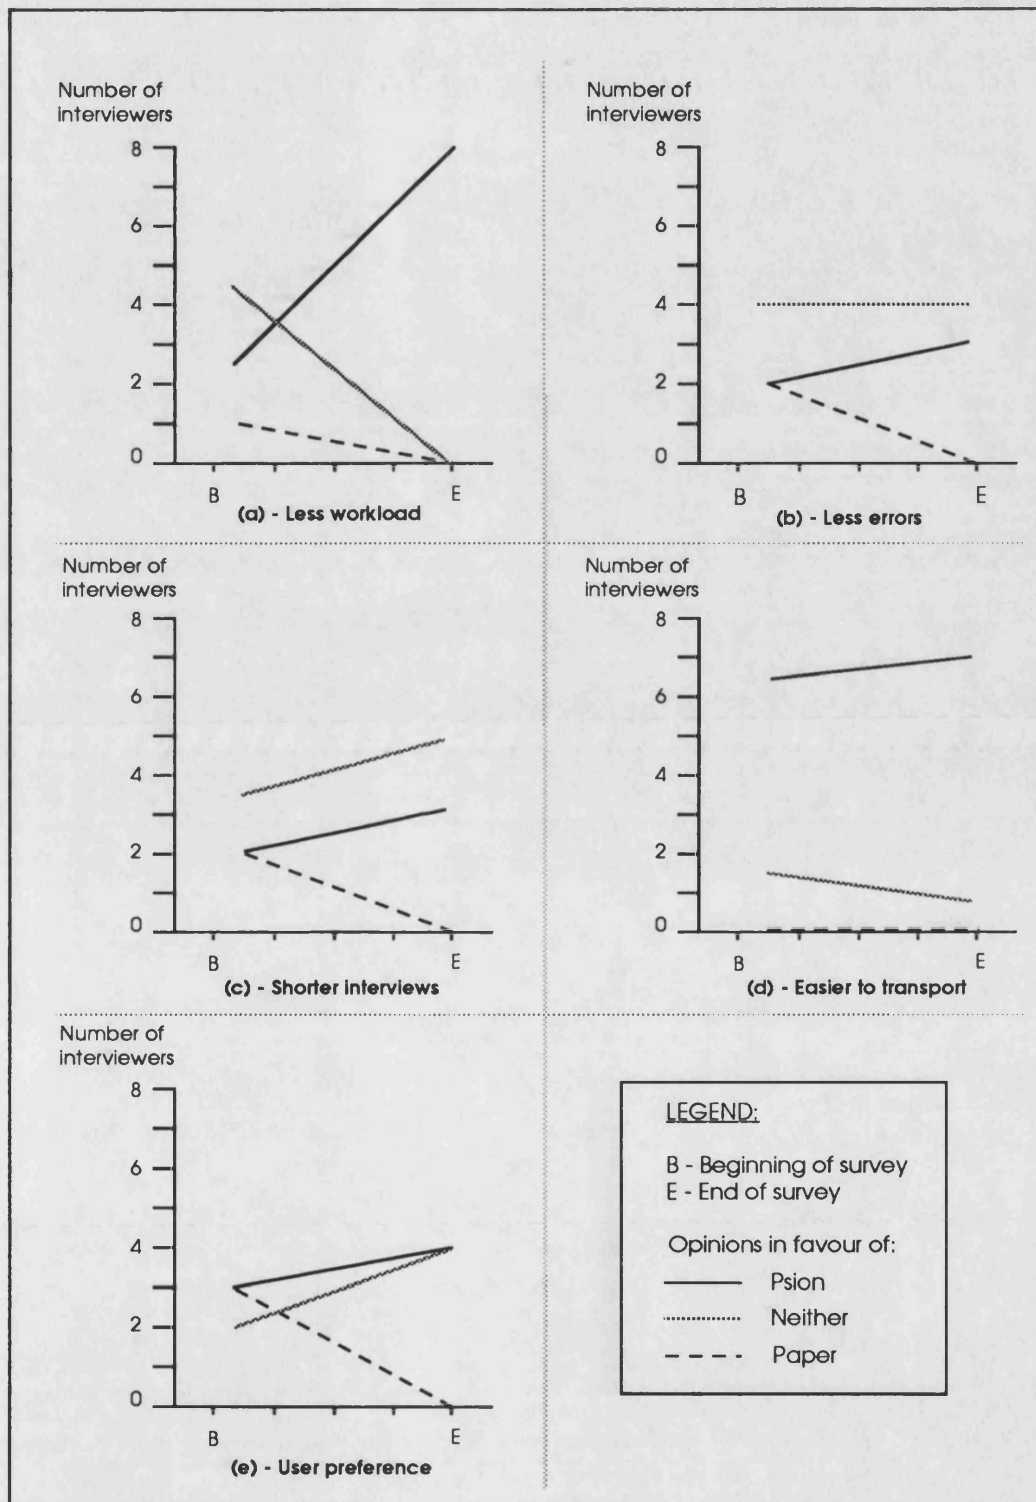 Number of
interviewers
8
6
4
2
0
B
E
(a) - Less workload
Number of
interviewers
8
6
4
2
0
B
E
(b) - Less errors
Number of
interviewers
8
6
4
2
0
B
E
(c) - Shorter interviews
Number of
interviewers
8
6
4
2
0
B
E
(d) - Easier to transport
Number of
interviewers
8
6
4
2
0
B
E
(e) - User preference
LEGEND:
B - Beginning of survey
E - End of survey
Opinions in favour of:
Psion
Neither
Paper